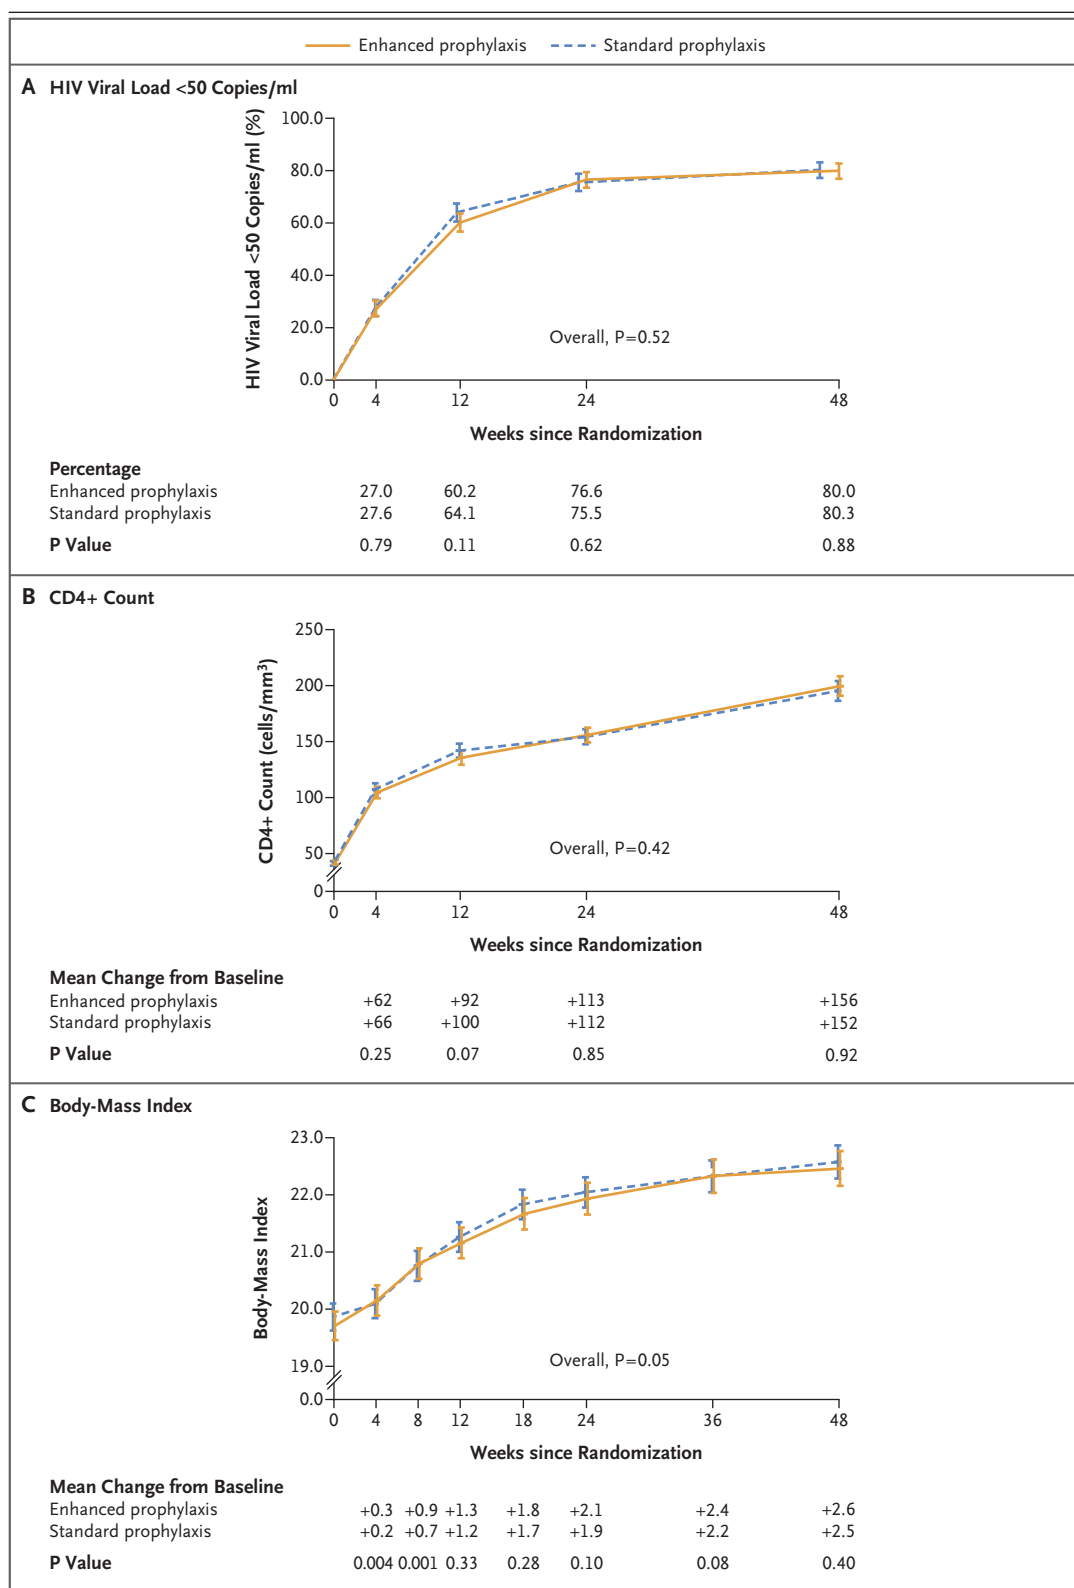 Enhanced prophylaxis Standard prophylaxis
A HIV Viral Load <50 Copies/ml
HIV Viral Load <50 Copies/ml (%)
100.0
80.0
60.0
40.0
20.0
0.0
Overall, P=0.52
0 4 12 24 48
Weeks since Randomization
Percentage
Enhanced prophylaxis 27.0 60.2 76.6 80.0
Standard prophylaxis 27.6 64.1 75.5 80.3
P Value 0.79 0.11 0.62 0.88
B CD4+ Count
CD4+ Count (cells/mm³)
250
200
150
100
50
0
Overall, P=0.42
0 4 12 24 48
Weeks since Randomization
Mean Change from Baseline
Enhanced prophylaxis +62 +92 +113 +156
Standard prophylaxis +66 +100 +112 +152
P Value 0.25 0.07 0.85 0.92
C Body-Mass Index
Body-Mass Index
23.0
22.0
21.0
20.0
19.0
0.0
Overall, P=0.05
0 4 8 12 18 24 36 48
Weeks since Randomization
Mean Change from Baseline
Enhanced prophylaxis +0.3 +0.9 +1.3 +1.8 +2.1 +2.4 +2.6
Standard prophylaxis +0.2 +0.7 +1.2 +1.7 +1.9 +2.2 +2.5
P Value 0.004 0.001 0.33 0.28 0.10 0.08 0.40